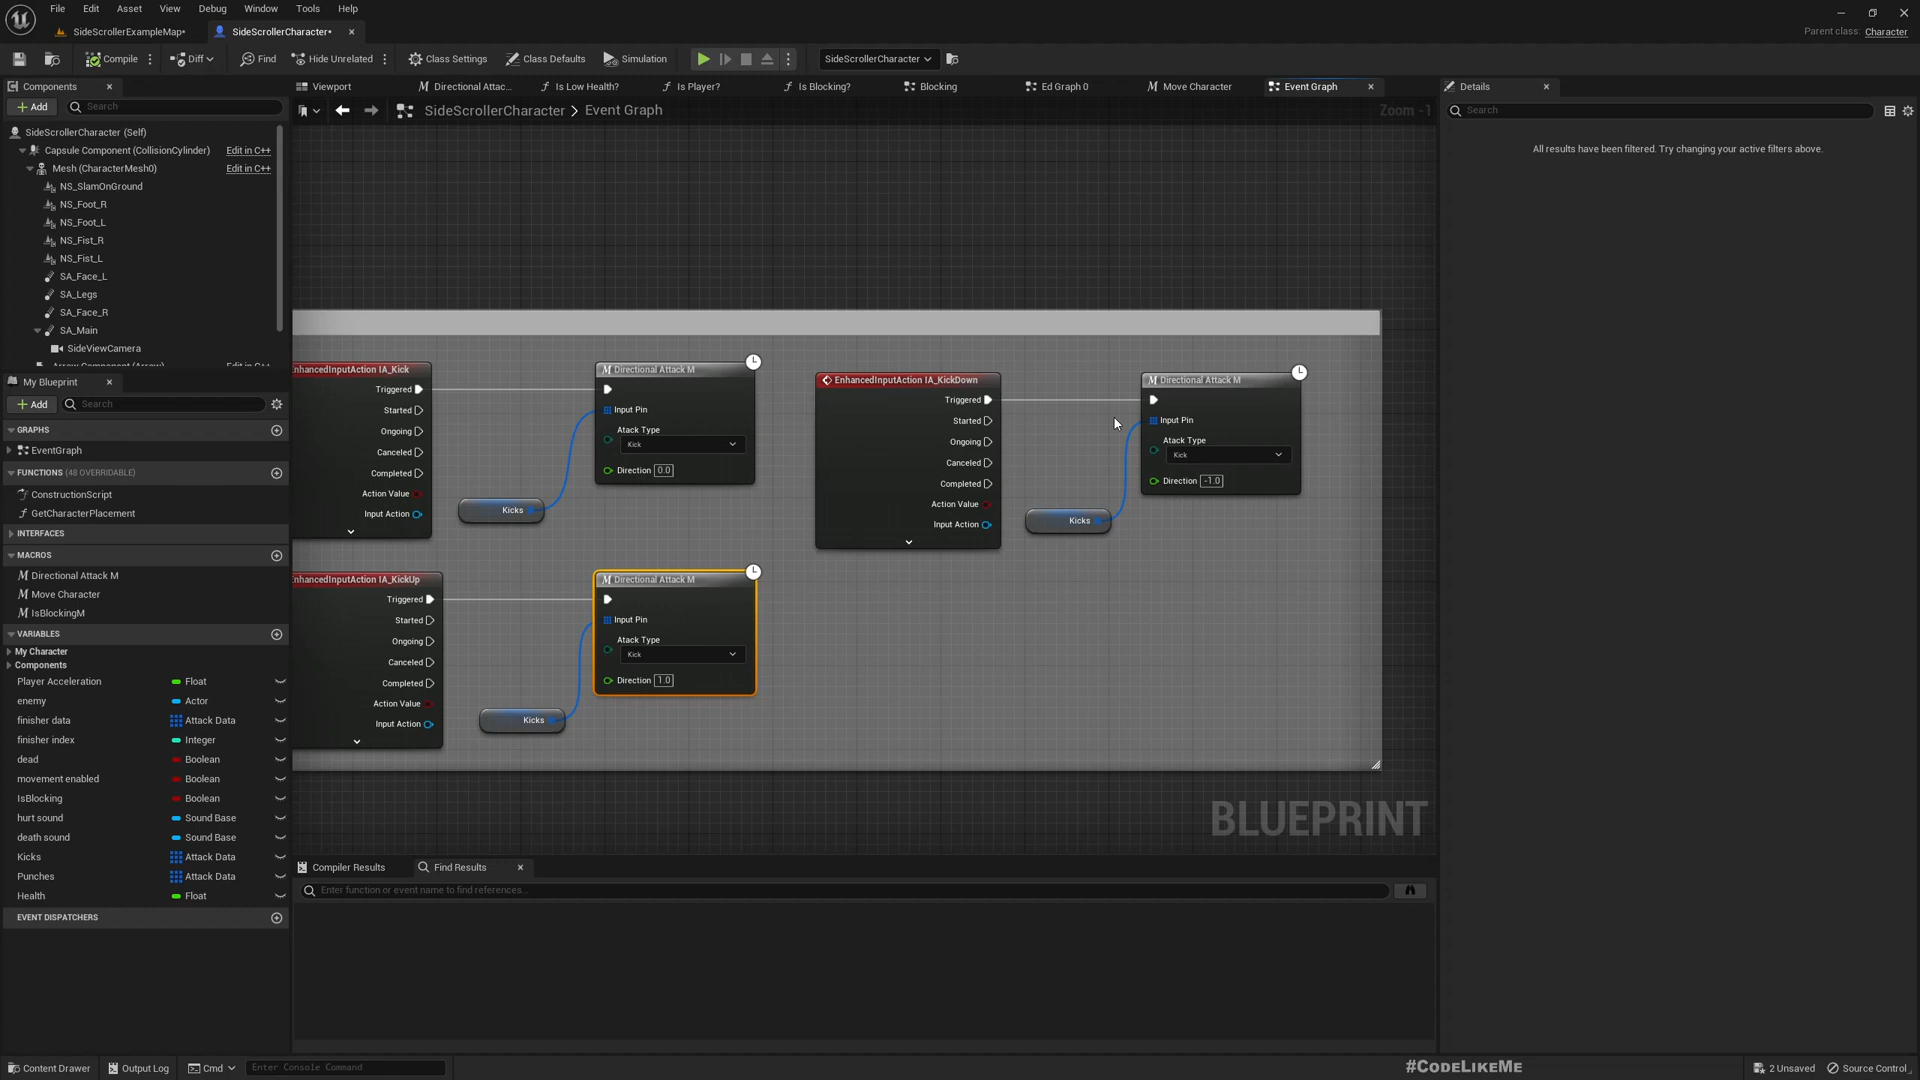 File Edit Asset View Debug Window Tools Help
SideScrollerExampleMap•
SideScrollerCharacter•
Parent class: Character
Compile
Diff
Find
Hide Unrelated
Class Settings
Class Defaults
Simulation
SideScrollerCharacter
Components
Viewport
Directional Attac...
Is Low Health?
Is Player?
Is Blocking?
Blocking
Ed Graph 0
Move Character
Event Graph
Details
+ Add
Search
SideScrollerCharacter > Event Graph
Zoom -1
Search
SideScrollerCharacter (Self)
Capsule Component (CollisionCylinder) Edit in C++
Mesh (CharacterMesh0) Edit in C++
NS_SlamOnGround
NS_Foot_R
NS_Foot_L
NS_Fist_R
NS_Fist_L
SA_Face_L
SA_Legs
SA_Face_R
SA_Main
SideViewCamera
Arrow Component (Arrow) Edit in C++
All results have been filtered. Try changing your active filters above.
My Blueprint
+ Add
Search
GRAPHS
EventGraph
FUNCTIONS (48 OVERRIDABLE)
ConstructionScript
GetCharacterPlacement
INTERFACES
MACROS
Directional Attack M
Move Character
IsBlockingM
VARIABLES
My Character
Components
Player Acceleration Float
enemy Actor
finisher data Attack Data
finisher index Integer
dead Boolean
movement enabled Boolean
IsBlocking Boolean
hurt sound Sound Base
death sound Sound Base
Kicks Attack Data
Punches Attack Data
Health Float
EVENT DISPATCHERS
EnhancedInputAction IA_Kick
Triggered
Started
Ongoing
Canceled
Completed
Action Value
Input Action
Kicks
Directional Attack M
Input Pin
Atack Type
Kick
Direction 0.0
EnhancedInputAction IA_KickDown
Triggered
Started
Ongoing
Canceled
Completed
Action Value
Input Action
Kicks
Directional Attack M
Input Pin
Atack Type
Kick
Direction -1.0
EnhancedInputAction IA_KickUp
Triggered
Started
Ongoing
Canceled
Completed
Action Value
Input Action
Kicks
Directional Attack M
Input Pin
Atack Type
Kick
Direction 1.0
BLUEPRINT
Compiler Results
Find Results
Enter function or event name to find references...
Content Drawer
Output Log
Cmd
Enter Console Command
#CodeLikeMe
2 Unsaved
Source Control